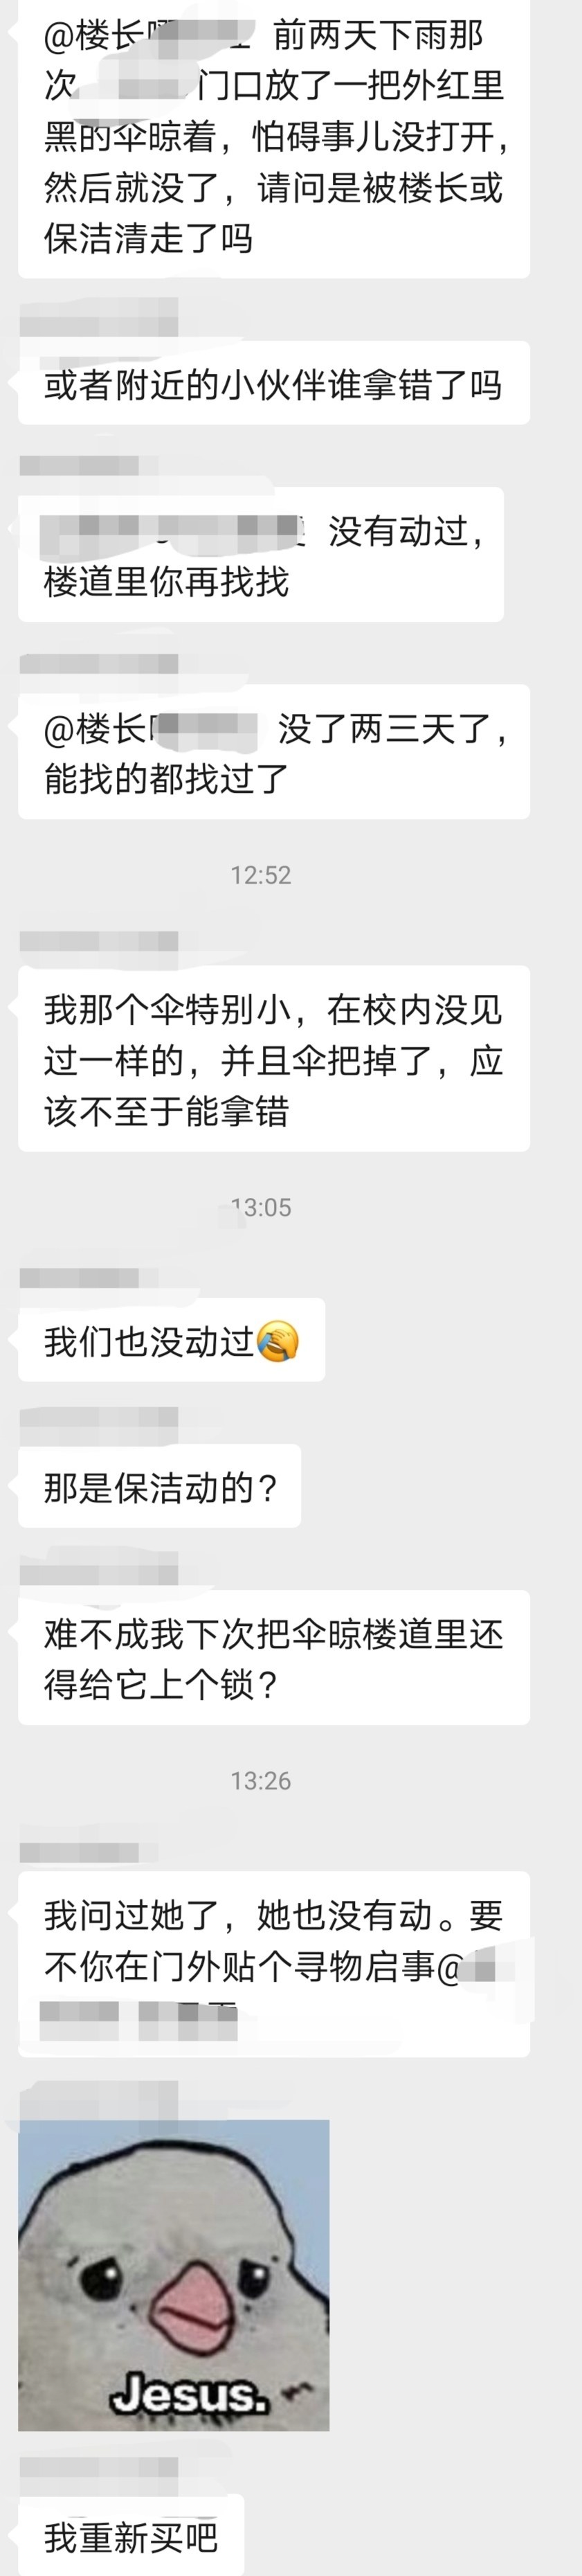 @楼长 前两天下雨那
次 门口放了一把外红里
黑的伞晾着，怕碍事儿没打开，
然后就没了，请问是被楼长或
保洁清走了吗
或者附近的小伙伴谁拿错了吗
没有动过，
楼道里你再找找
@楼长 没了两三天了，
能找的都找过了
12:52
我那个伞特别小，在校内没见
过一样的，并且伞把掉了，应
该不至于能拿错
13:05
我们也没动过
那是保洁动的？
难不成我下次把伞晾楼道里还
得给它上个锁？
13:26
我问过她了，她也没有动。要
不你在门外贴个寻物启事@
Jesus.
我重新买吧